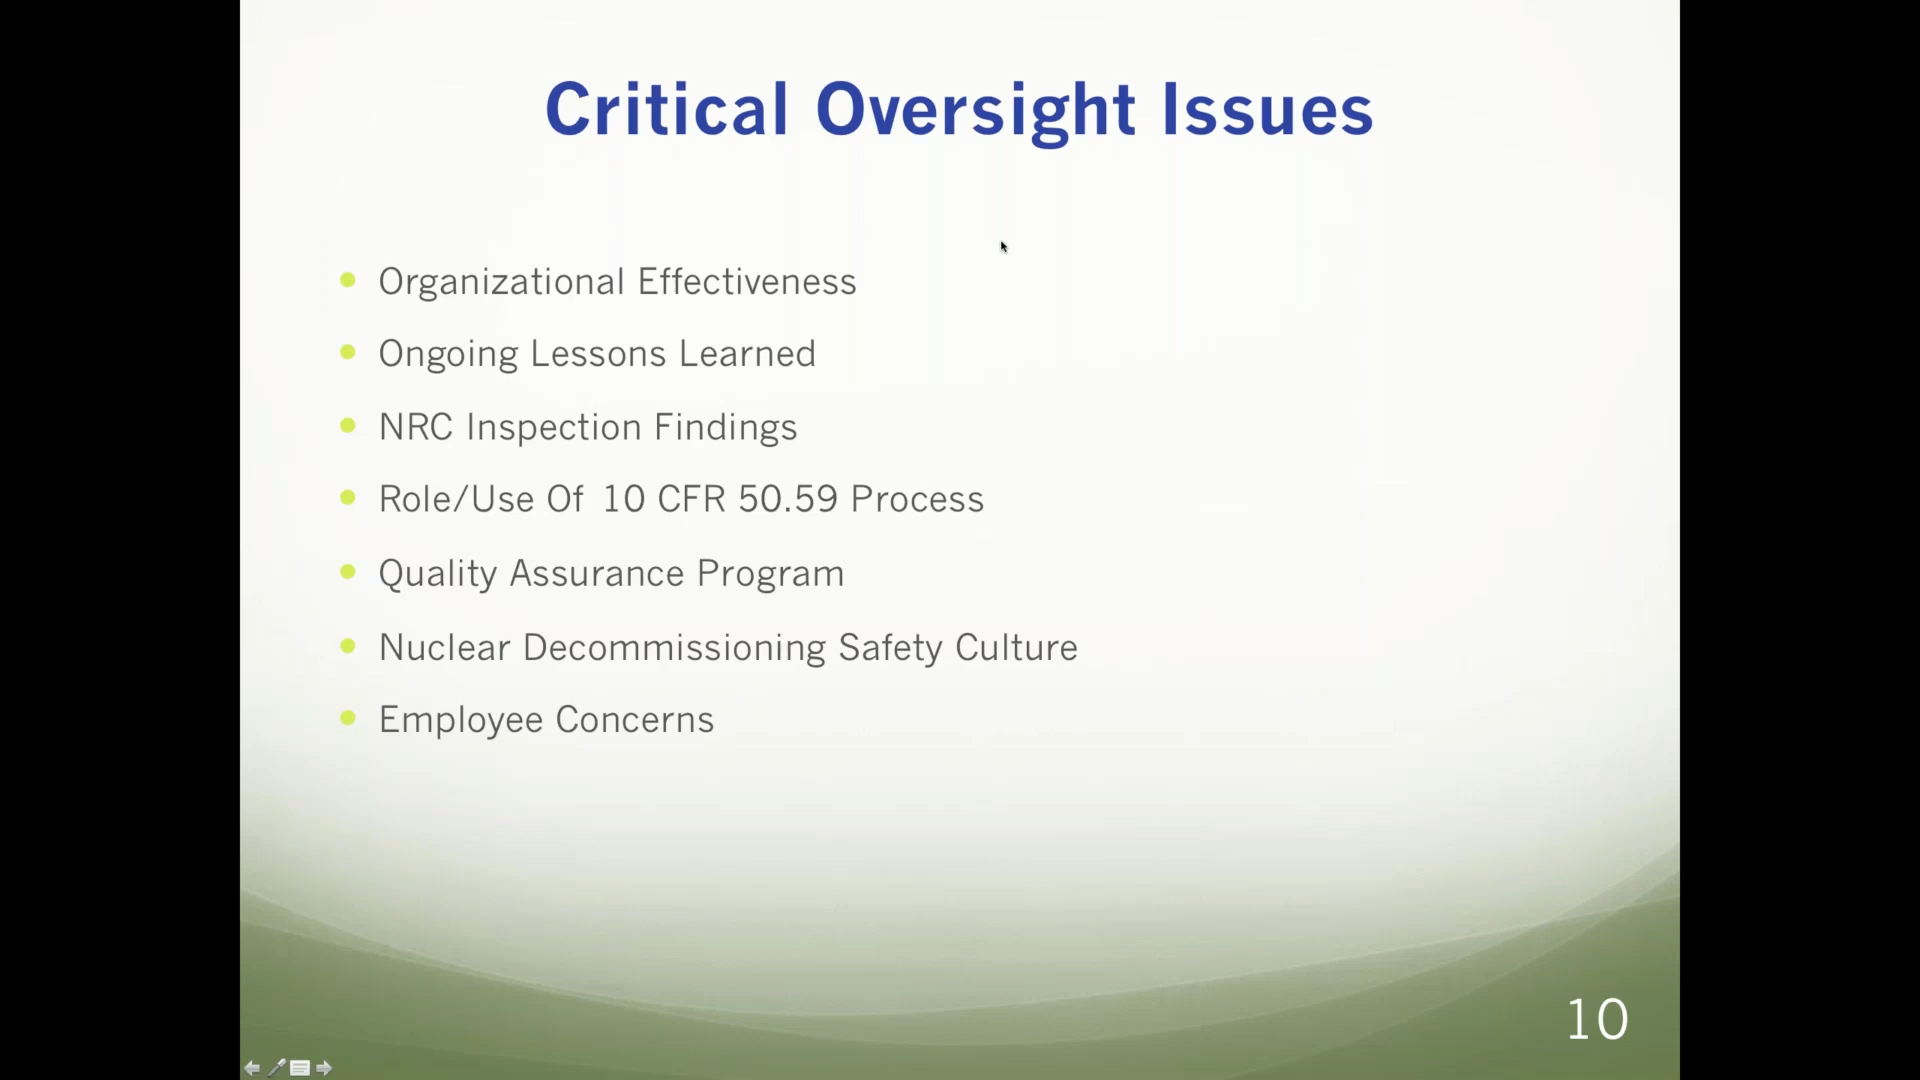 Critical Oversight Issues
Organizational Effectiveness
Ongoing Lessons Learned
NRC Inspection Findings
Role/Use Of 10 CFR 50.59 Process
Quality Assurance Program
Nuclear Decommissioning Safety Culture
Employee Concerns
10